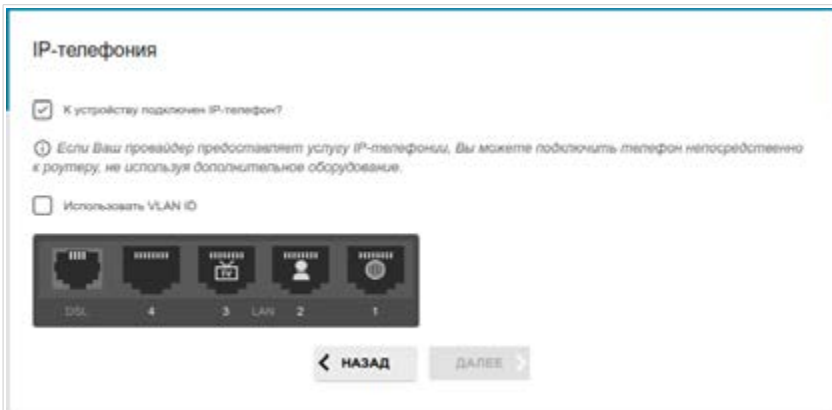 IP-телефония
К устройству подключен IP-телефон?
Если Ваш провайдер предоставляет услугу IP-телефонии, Вы можете подключить телефон непосредственно
к роутеру, не используя дополнительное оборудование.
Использовать VLAN ID
TV
DSL 4 3 LAN 2 1
НАЗАД ДАЛЕЕ